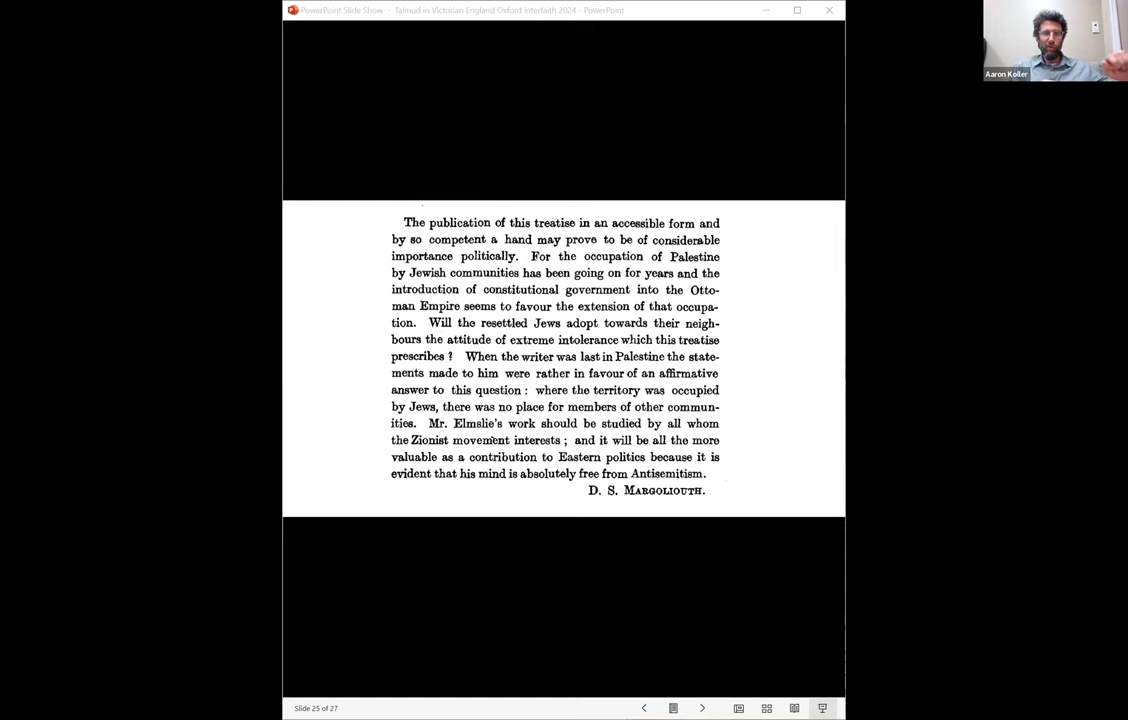 PowerPoint Slide Show - Talmud in Victorian England Oxford interfaith 2024 - PowerPoint
Aaron Koller
The publication of this treatise in an accessible form and
by so competent a hand may prove to be of considerable
importance politically. For the occupation of Palestine
by Jewish communities has been going on for years and the
introduction of constitutional government into the Otto-
man Empire seems to favour the extension of that occupa-
tion. Will the resettled Jews adopt towards their neigh-
bours the attitude of extreme intolerance which this treatise
prescribes ? When the writer was last in Palestine the state-
ments made to him were rather in favour of an affirmative
answer to this question : where the territory was occupied
by Jews, there was no place for members of other commun-
ities. Mr. Elmslie's work should be studied by all whom
the Zionist movement interests ; and it will be all the more
valuable as a contribution to Eastern politics because it is
evident that his mind is absolutely free from Antisemitism.
D. S. MARGOLIOUTH.
Slide 25 of 27